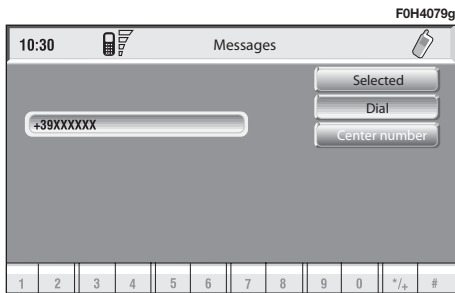 F0H4079g
10:30 Messages
Selected
Dial
+39XXXXXX
Center number
1 2 3 4 5 6 7 8 9 0 */+ #